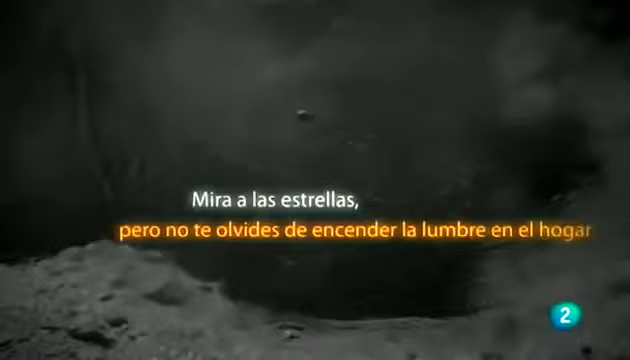 Mira a las estrellas,
pero no te olvides de encender la lumbre en el hogar
2